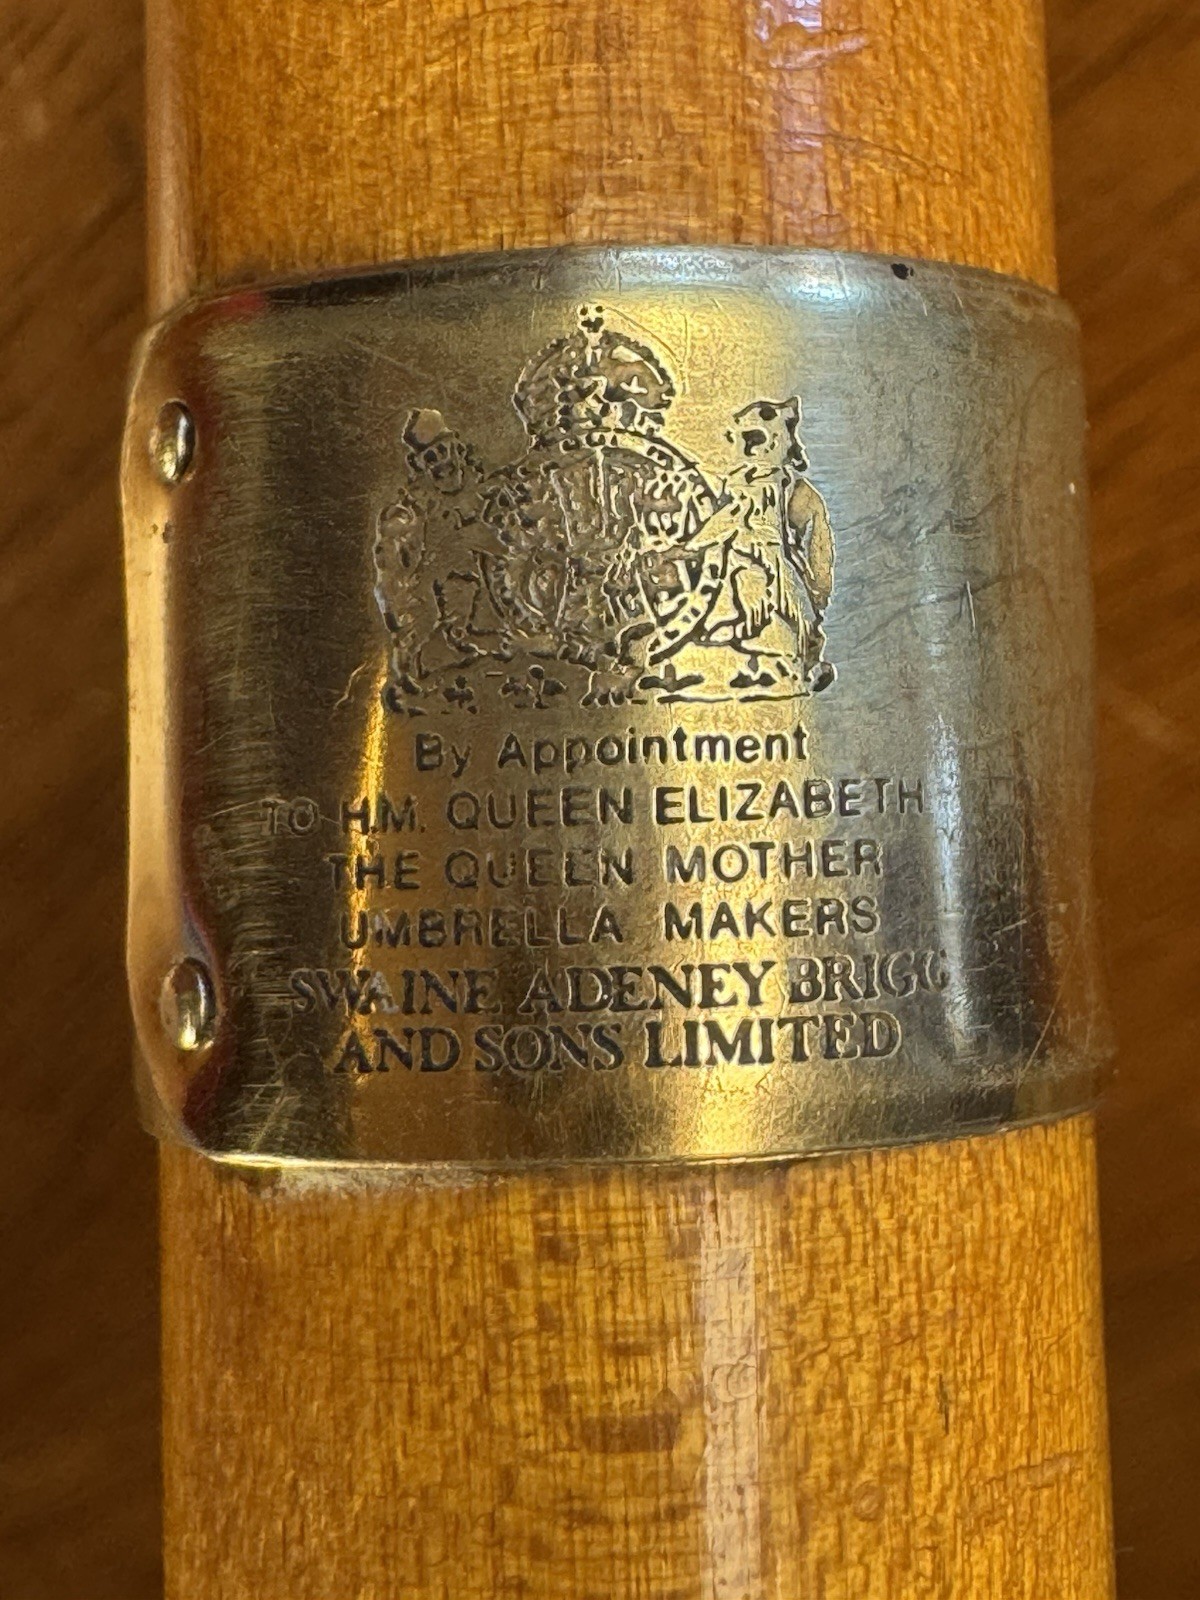 By Appointment
TO H.M. QUEEN ELIZABETH
THE QUEEN MOTHER
UMBRELLA MAKERS
SWAINE ADENEY BRIGG
AND SONS LIMITED